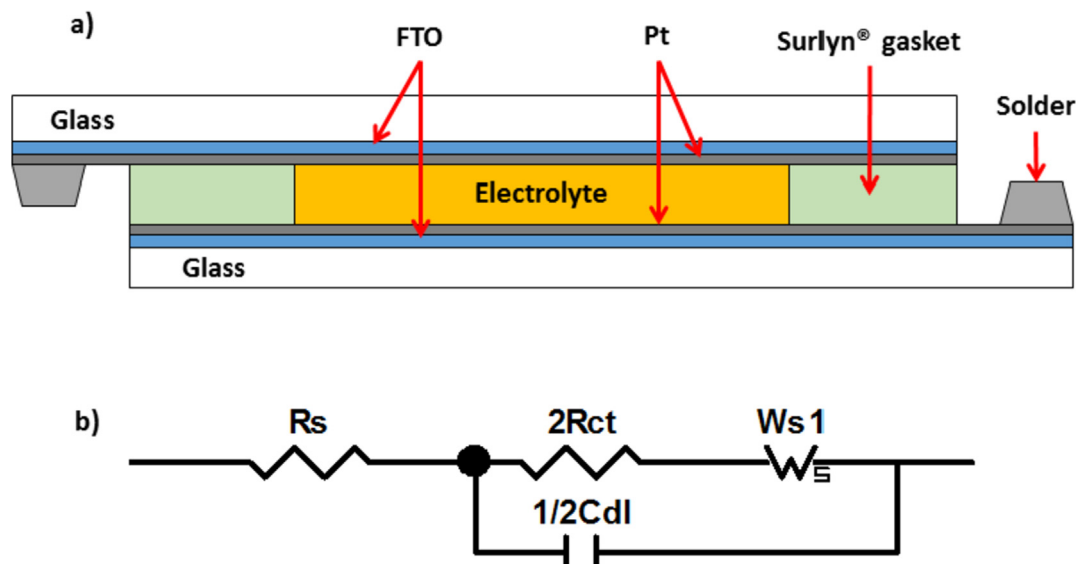 a)
FTO
Pt
Surlyn® gasket
Solder
Glass
Electrolyte
Glass
b)
Rs
2Rct
Ws1
s
1/2Cdl